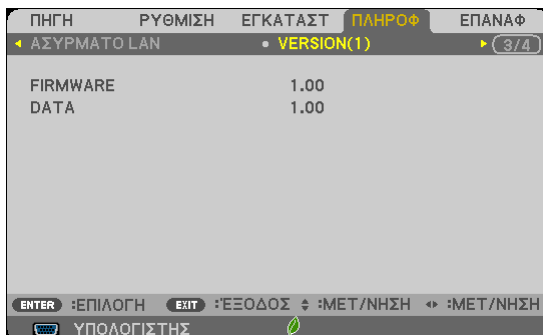 ΠΗΓΗ ΡΥΘΜΙΣΗ ΕΓΚΑΤΑΣΤ ΠΛΗΡΟΦ ΕΠΑΝΑΦ
ΑΣΥΡΜΑΤΟ LAN VERSION(1) 3/4
FIRMWARE 1.00
DATA 1.00
ENTER :ΕΠΙΛΟΓΗ EXIT :ΈΞΟΔΟΣ :ΜΕΤ/ΝΗΣΗ :ΜΕΤ/ΝΗΣΗ
ΥΠΟΛΟΓΙΣΤΗΣ